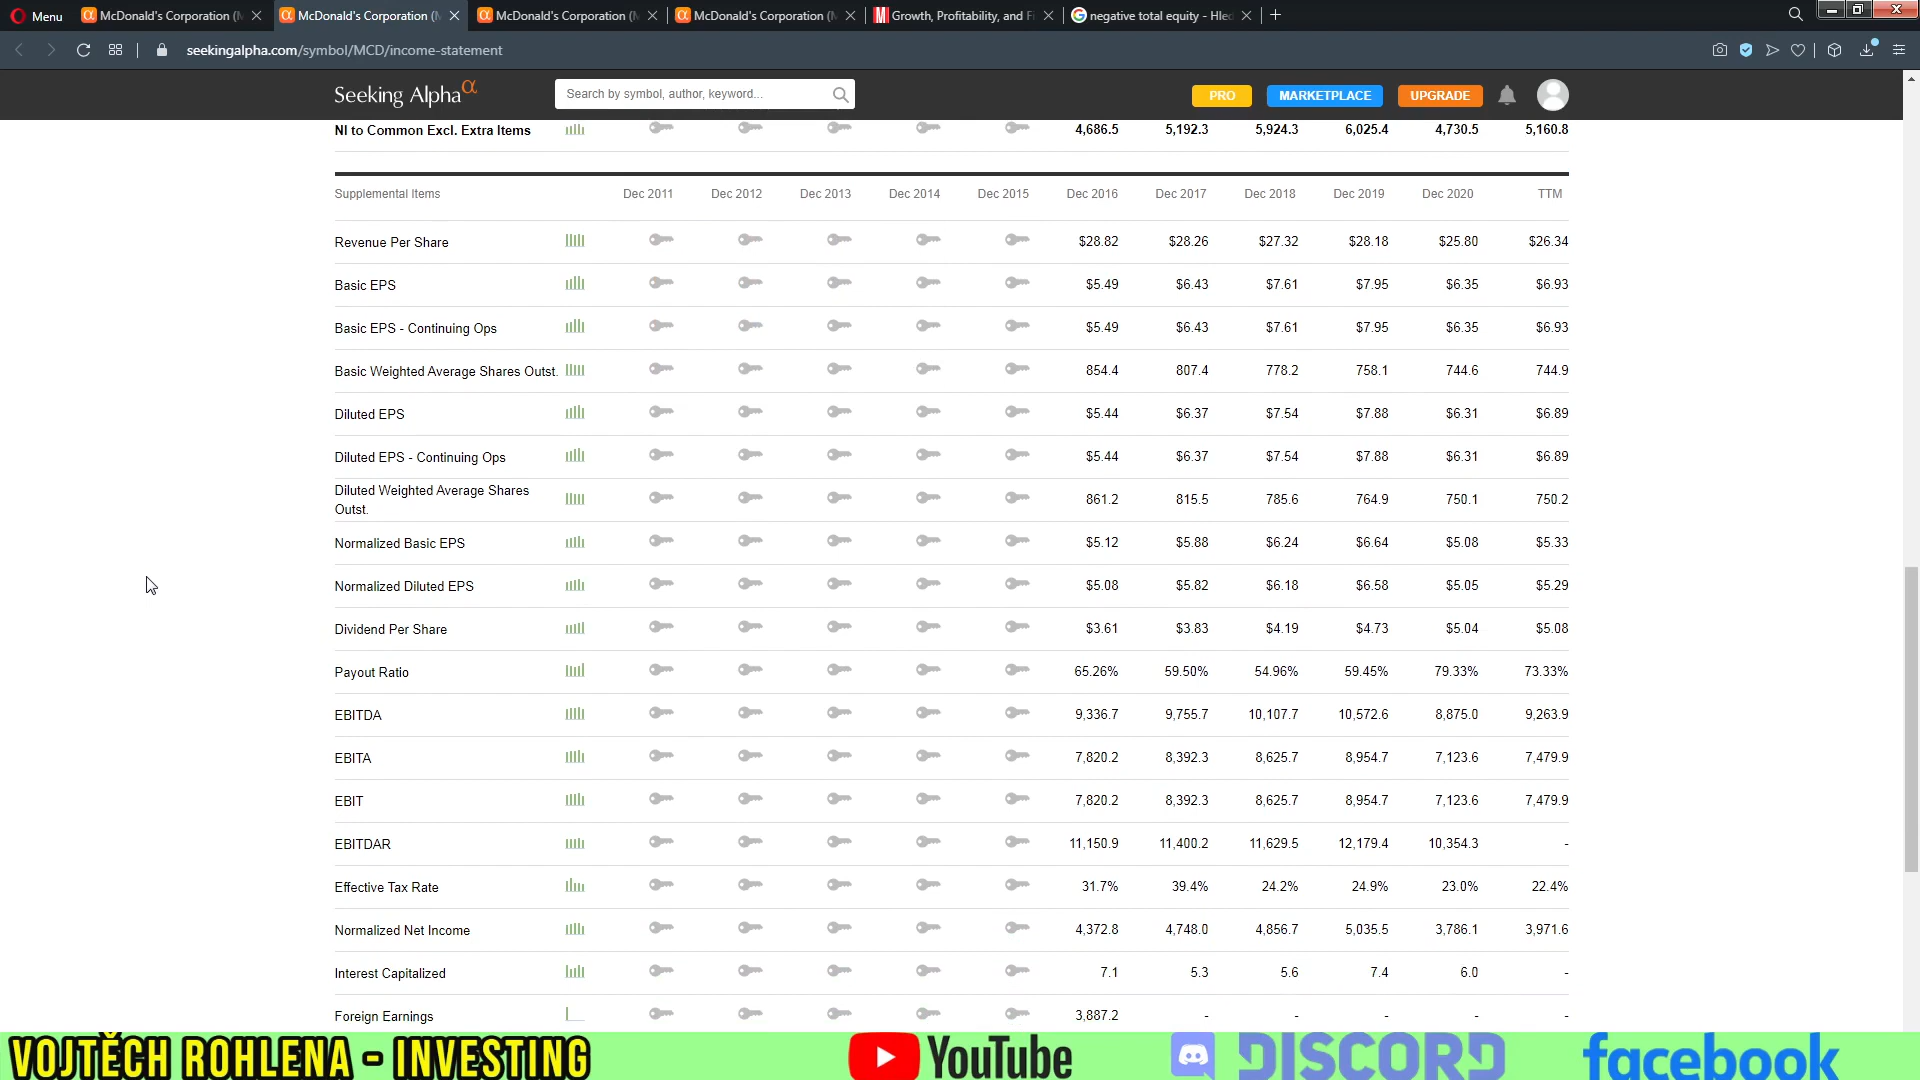 Menu
McDonald's Corporation (M
McDonald's Corporation (M
McDonald's Corporation (M
McDonald's Corporation (M
Growth, Profitability, and Fi
negative total equity - Hled
seekingalpha.com/symbol/MCD/income-statement
Seeking Alpha α
Search by symbol, author, keyword...
PRO
MARKETPLACE
UPGRADE
NI to Common Excl. Extra Items 4,686.5 5,192.3 5,924.3 6,025.4 4,730.5 5,160.8
Supplemental Items Dec 2011 Dec 2012 Dec 2013 Dec 2014 Dec 2015 Dec 2016 Dec 2017 Dec 2018 Dec 2019 Dec 2020 TTM
Revenue Per Share $28.82 $28.26 $27.32 $28.18 $25.80 $26.34
Basic EPS $5.49 $6.43 $7.61 $7.95 $6.35 $6.93
Basic EPS - Continuing Ops $5.49 $6.43 $7.61 $7.95 $6.35 $6.93
Basic Weighted Average Shares Outst. 854.4 807.4 778.2 758.1 744.6 744.9
Diluted EPS $5.44 $6.37 $7.54 $7.88 $6.31 $6.89
Diluted EPS - Continuing Ops $5.44 $6.37 $7.54 $7.88 $6.31 $6.89
Diluted Weighted Average Shares
Outst. 861.2 815.5 785.6 764.9 750.1 750.2
Normalized Basic EPS $5.12 $5.88 $6.24 $6.64 $5.08 $5.33
Normalized Diluted EPS $5.08 $5.82 $6.18 $6.58 $5.05 $5.29
Dividend Per Share $3.61 $3.83 $4.19 $4.73 $5.04 $5.08
Payout Ratio 65.26% 59.50% 54.96% 59.45% 79.33% 73.33%
EBITDA 9,336.7 9,755.7 10,107.7 10,572.6 8,875.0 9,263.9
EBITA 7,820.2 8,392.3 8,625.7 8,954.7 7,123.6 7,479.9
EBIT 7,820.2 8,392.3 8,625.7 8,954.7 7,123.6 7,479.9
EBITDAR 11,150.9 11,400.2 11,629.5 12,179.4 10,354.3 -
Effective Tax Rate 31.7% 39.4% 24.2% 24.9% 23.0% 22.4%
Normalized Net Income 4,372.8 4,748.0 4,856.7 5,035.5 3,786.1 3,971.6
Interest Capitalized 7.1 5.3 5.6 7.4 6.0 -
Foreign Earnings 3,887.2 - - - - -
VOJTĚCH ROHLENA - INVESTING
YouTube
DISCORD
facebook